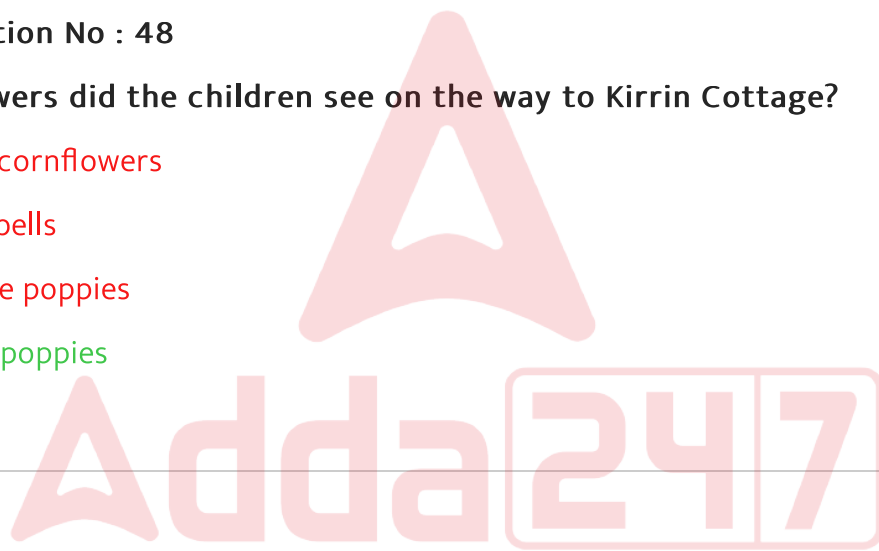 tion No : 48
wers did the children see on the way to Kirrin Cottage?
cornflowers
bells
e poppies
poppies
Adda247